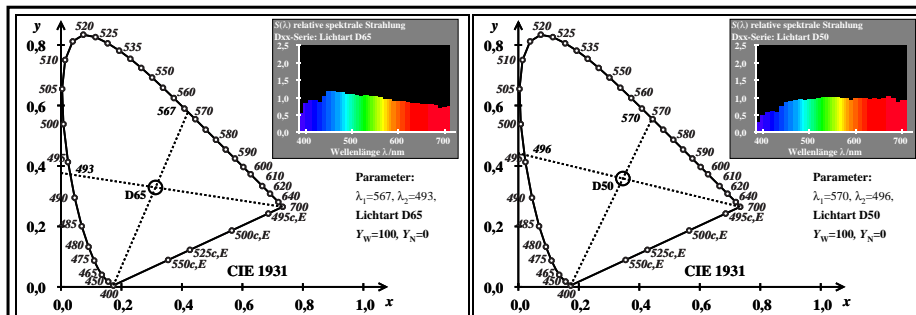 y
0,8
0,6
0,4
0,2
0,0
0,0 0,2 0,4 0,6 0,8 1,0
x
520
525
535
550
560
570
580
590
600
610
620
640
700
510
505
500
495
493
490
485
480
475
465
450
400
567
D65
495c,E
500c,E
525c,E
550c,E
CIE 1931
S(λ) relative spektrale Strahlung
Dxx-Serie: Lichtart D65
2,5
2,0
1,5
1,0
0,5
0,0
400 500 600 700
Wellenlänge λ/nm
Parameter:
λ₁=567, λ₂=493,
Lichtart D65
Y_W=100, Y_N=0
y
0,8
0,6
0,4
0,2
0,0
0,0 0,2 0,4 0,6 0,8 1,0
x
520
525
535
550
560
570
580
590
600
610
620
640
700
510
505
500
495
496
490
485
480
475
465
450
400
570
D50
495c,E
500c,E
525c,E
550c,E
CIE 1931
S(λ) relative spektrale Strahlung
Dxx-Serie: Lichtart D50
2,5
2,0
1,5
1,0
0,5
0,0
400 500 600 700
Wellenlänge λ/nm
Parameter:
λ₁=570, λ₂=496,
Lichtart D50
Y_W=100, Y_N=0